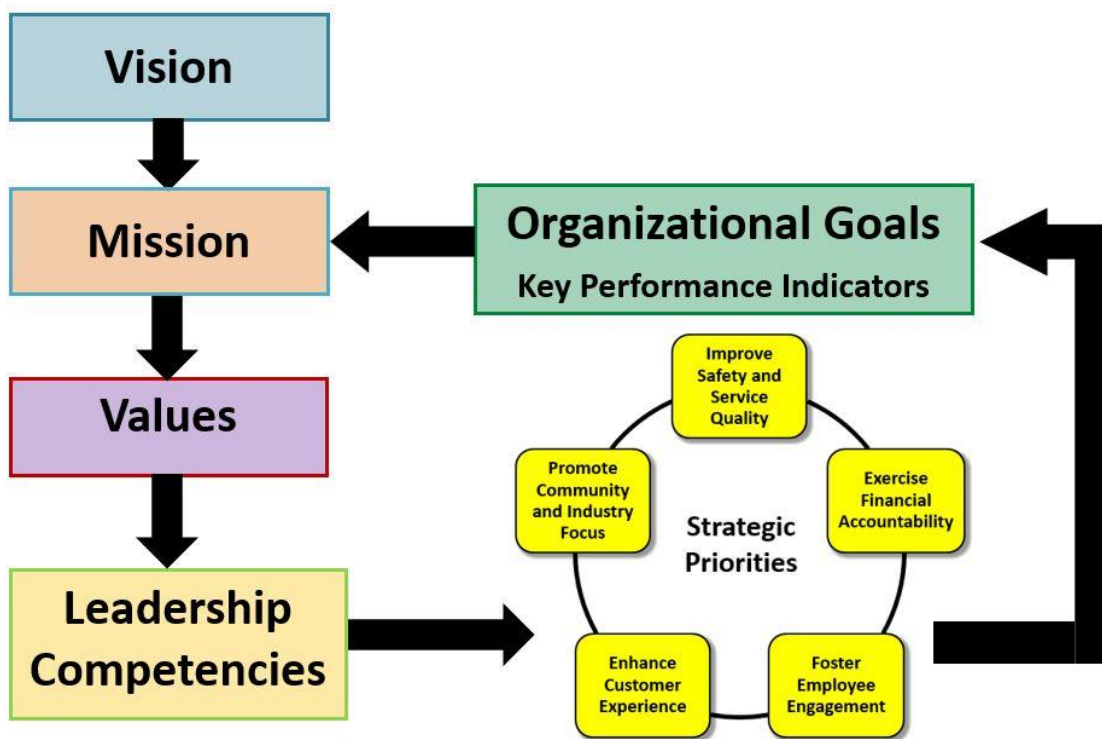 Vision
Mission
Values
Leadership
Competencies
Organizational Goals
Key Performance Indicators
Improve
Safety and
Service
Quality
Promote
Community
and Industry
Focus
Exercise
Financial
Accountability
Strategic
Priorities
Enhance
Customer
Experience
Foster
Employee
Engagement